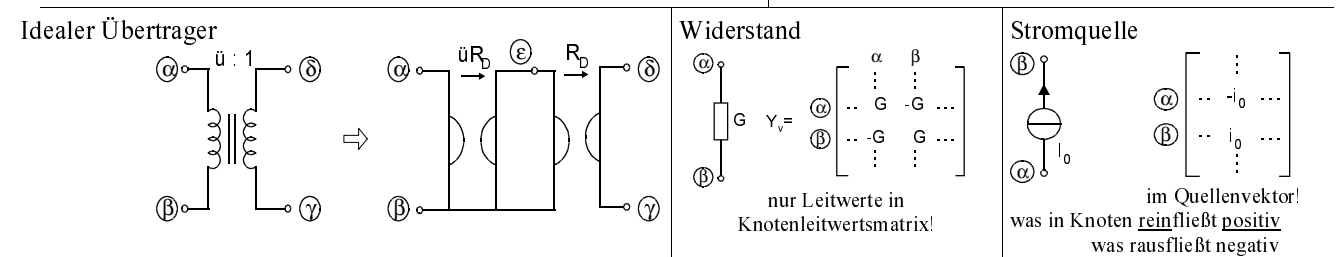 Idealer Übertrager
ü : 1
α
δ
β
γ
⇨
α
üR_D
ε
R_D
δ
β
γ
Widerstand
α
G
β
Y_v=
α β
α .. G -G ...
β .. -G G ...
nur Leitwerte in
Knotenleitwertsmatrix!
Stromquelle
β
I_0
α
α .. -i_0 ...
β .. i_0 ...
im Quellenvektor!
was in Knoten reinfließt positiv
was rausfließt negativ